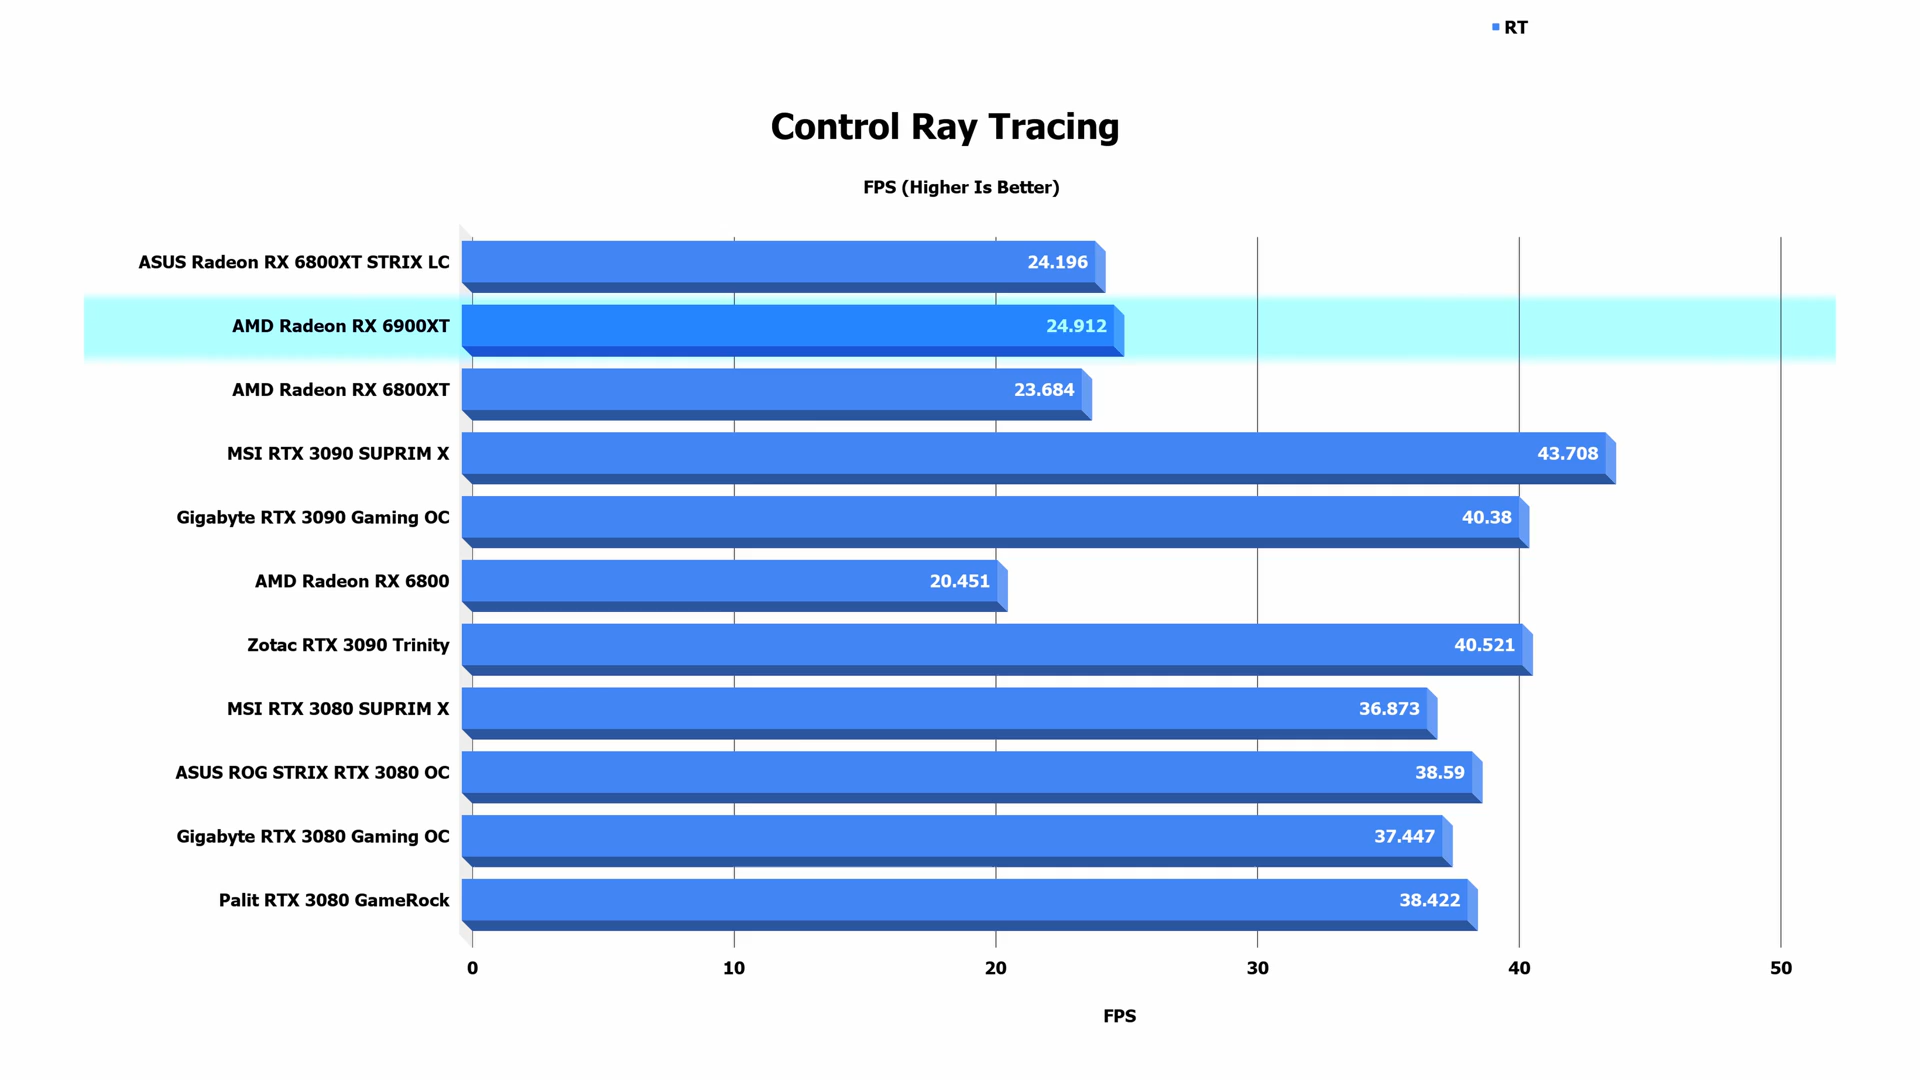 RT
Control Ray Tracing
FPS (Higher Is Better)
ASUS Radeon RX 6800XT STRIX LC 24.196
AMD Radeon RX 6900XT 24.912
AMD Radeon RX 6800XT 23.684
MSI RTX 3090 SUPRIM X 43.708
Gigabyte RTX 3090 Gaming OC 40.38
AMD Radeon RX 6800 20.451
Zotac RTX 3090 Trinity 40.521
MSI RTX 3080 SUPRIM X 36.873
ASUS ROG STRIX RTX 3080 OC 38.59
Gigabyte RTX 3080 Gaming OC 37.447
Palit RTX 3080 GameRock 38.422
0 10 20 30 40 50
FPS